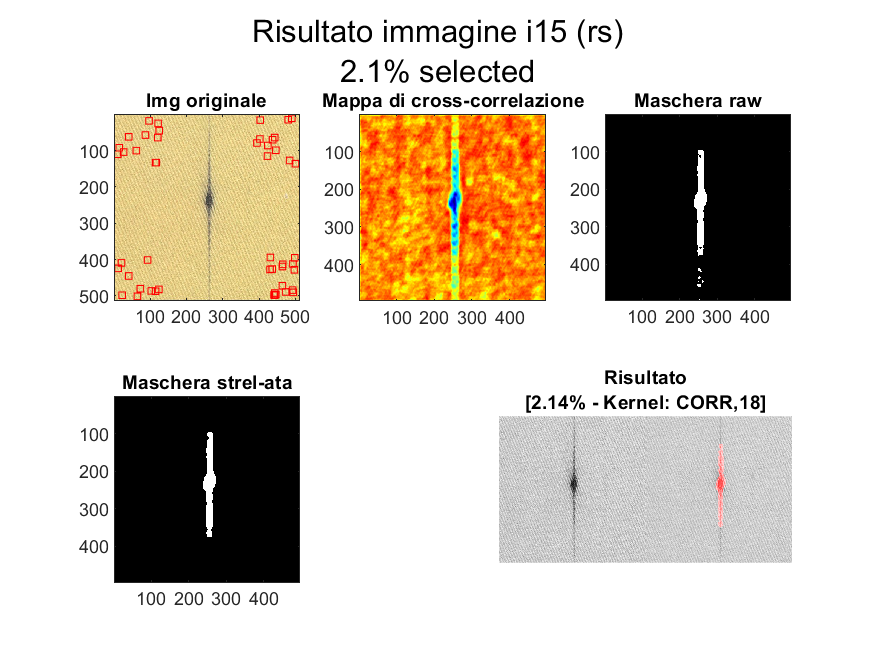 Risultato immagine i15 (rs)
2.1% selected
Img originale
100
200
300
400
500
100 200 300 400 500
Mappa di cross-correlazione
100
200
300
400
100 200 300 400
Maschera raw
100
200
300
400
100 200 300 400
Maschera strel-ata
100
200
300
400
100 200 300 400
Risultato
[2.14% - Kernel: CORR,18]